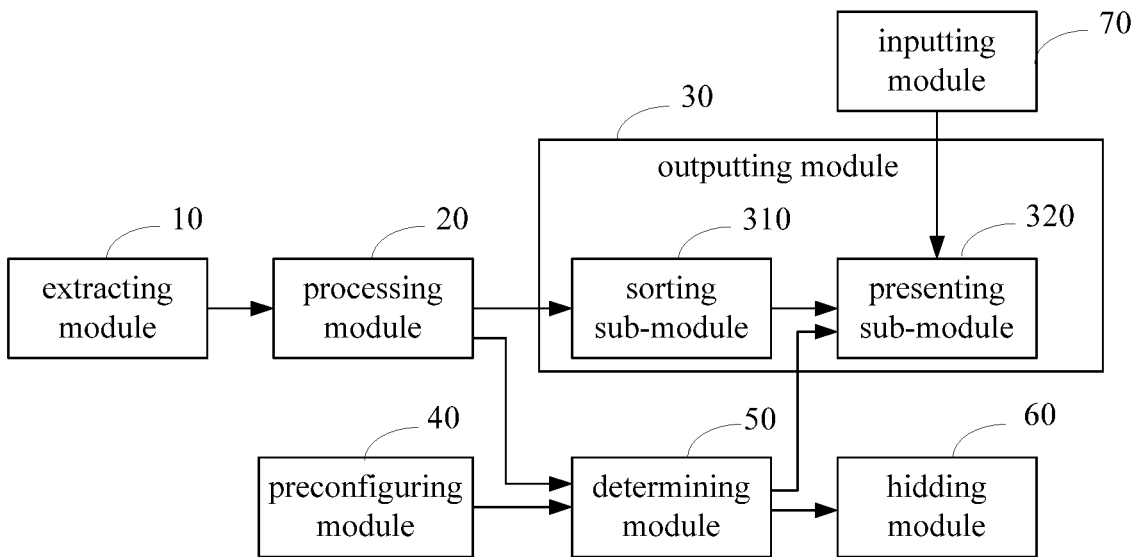 70
inputting
module
30
outputting module
10
20
310
320
extracting
module
processing
module
sorting
sub-module
presenting
sub-module
40
50
60
preconfiguring
module
determining
module
hidding
module